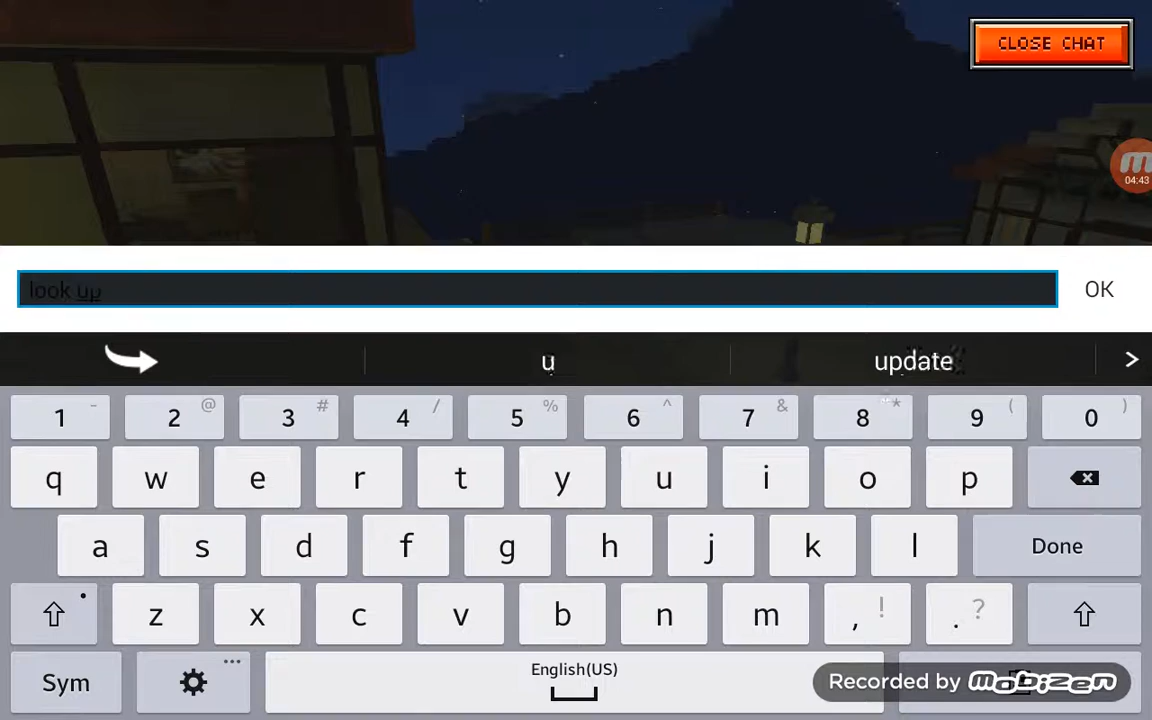 CLOSE CHAT
04:43
look up
OK
u
update
>
1 - 2 @ 3 # 4 / 5 % 6 ^ 7 & 8 * 9 ( 0 )
q w e r t y u i o p
a s d f g h j k l Done
z x c v b n m , ! . ?
Sym
English(US)
Recorded by mobizen